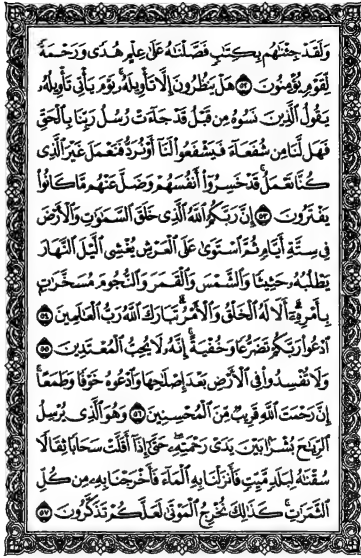 وَلَقَدْ جِئْنَٰهُم بِكِتَٰبٍ فَصَّلْنَٰهُ عَلَىٰ عِلْمٍ هُدًى وَرَحْمَةً
لِّقَوْمٍ يُؤْمِنُونَ ۝٥٢ هَلْ يَنظُرُونَ إِلَّا تَأْوِيلَهُۥ ۚ يَوْمَ يَأْتِى تَأْوِيلُهُۥ
يَقُولُ ٱلَّذِينَ نَسُوهُ مِن قَبْلُ قَدْ جَآءَتْ رُسُلُ رَبِّنَا بِٱلْحَقِّ
فَهَل لَّنَا مِن شُفَعَآءَ فَيَشْفَعُوا۟ لَنَآ أَوْ نُرَدُّ فَنَعْمَلَ غَيْرَ ٱلَّذِى
كُنَّا نَعْمَلُ ۚ قَدْ خَسِرُوٓا۟ أَنفُسَهُمْ وَضَلَّ عَنْهُم مَّا كَانُوا۟
يَفْتَرُونَ ۝٥٣ إِنَّ رَبَّكُمُ ٱللَّهُ ٱلَّذِى خَلَقَ ٱلسَّمَٰوَٰتِ وَٱلْأَرْضَ
فِى سِتَّةِ أَيَّامٍ ثُمَّ ٱسْتَوَىٰ عَلَى ٱلْعَرْشِ يُغْشِى ٱلَّيْلَ ٱلنَّهَارَ
يَطْلُبُهُۥ حَثِيثًا وَٱلشَّمْسَ وَٱلْقَمَرَ وَٱلنُّجُومَ مُسَخَّرَٰتٍۭ
بِأَمْرِهِۦٓ ۗ أَلَا لَهُ ٱلْخَلْقُ وَٱلْأَمْرُ ۗ تَبَارَكَ ٱللَّهُ رَبُّ ٱلْعَٰلَمِينَ ۝٥٤
ٱدْعُوا۟ رَبَّكُمْ تَضَرُّعًا وَخُفْيَةً ۚ إِنَّهُۥ لَا يُحِبُّ ٱلْمُعْتَدِينَ ۝٥٥
وَلَا تُفْسِدُوا۟ فِى ٱلْأَرْضِ بَعْدَ إِصْلَٰحِهَا وَٱدْعُوهُ خَوْفًا وَطَمَعًا ۚ
إِنَّ رَحْمَتَ ٱللَّهِ قَرِيبٌ مِّنَ ٱلْمُحْسِنِينَ ۝٥٦ وَهُوَ ٱلَّذِى يُرْسِلُ
ٱلرِّيَٰحَ بُشْرًۢا بَيْنَ يَدَىْ رَحْمَتِهِۦ ۖ حَتَّىٰٓ إِذَآ أَقَلَّتْ سَحَابًا ثِقَالًا
سُقْنَٰهُ لِبَلَدٍ مَّيِّتٍ فَأَنزَلْنَا بِهِ ٱلْمَآءَ فَأَخْرَجْنَا بِهِۦ مِن كُلِّ
ٱلثَّمَرَٰتِ ۚ كَذَٰلِكَ نُخْرِجُ ٱلْمَوْتَىٰ لَعَلَّكُمْ تَذَكَّرُونَ ۝٥٧